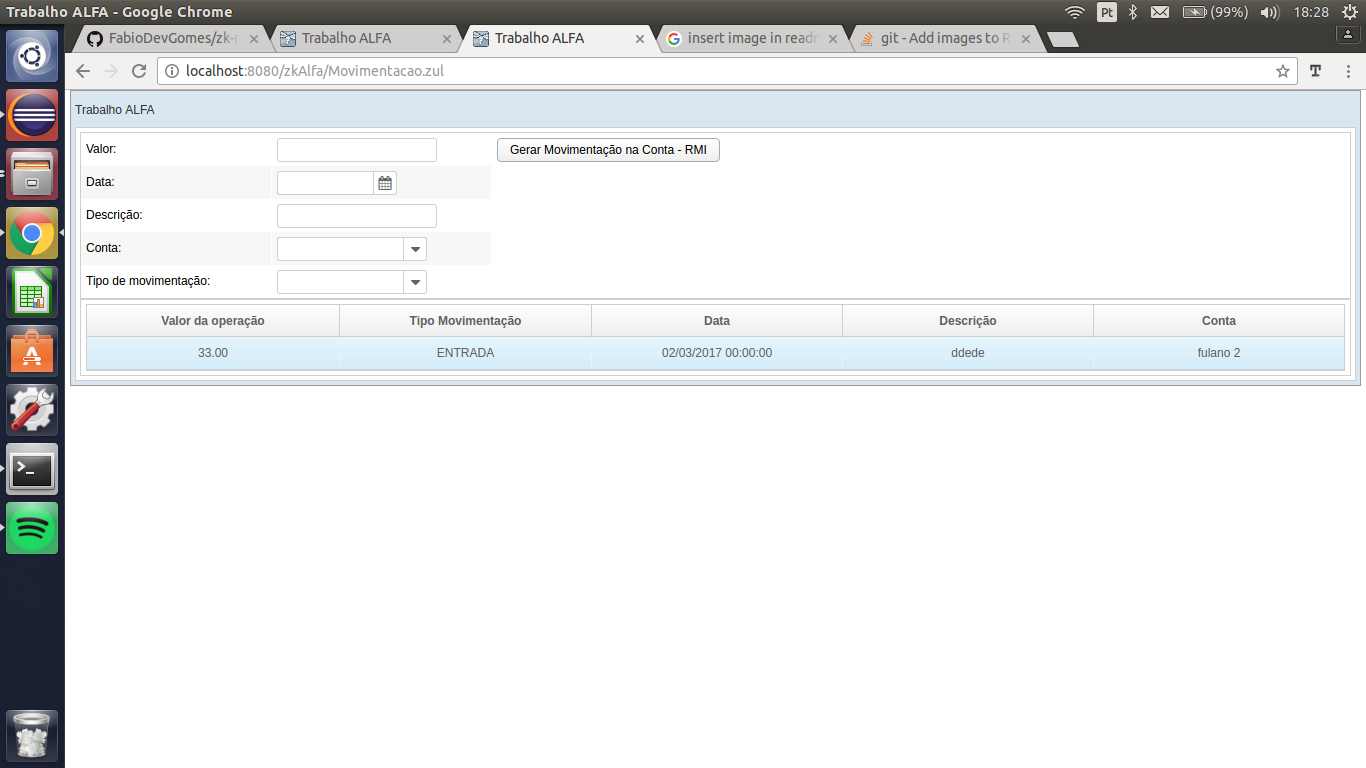 Trabalho ALFA - Google Chrome
Pt
(99%)
18:28
FabioDevGomes/zk-r
Trabalho ALFA
Trabalho ALFA
insert image in readm
git - Add images to R
localhost:8080/zkAlfa/Movimentacao.zul
T
Trabalho ALFA
Valor:
Gerar Movimentação na Conta - RMI
Data:
Descrição:
Conta:
Tipo de movimentação:
Valor da operação Tipo Movimentação Data Descrição Conta
33.00 ENTRADA 02/03/2017 00:00:00 ddede fulano 2